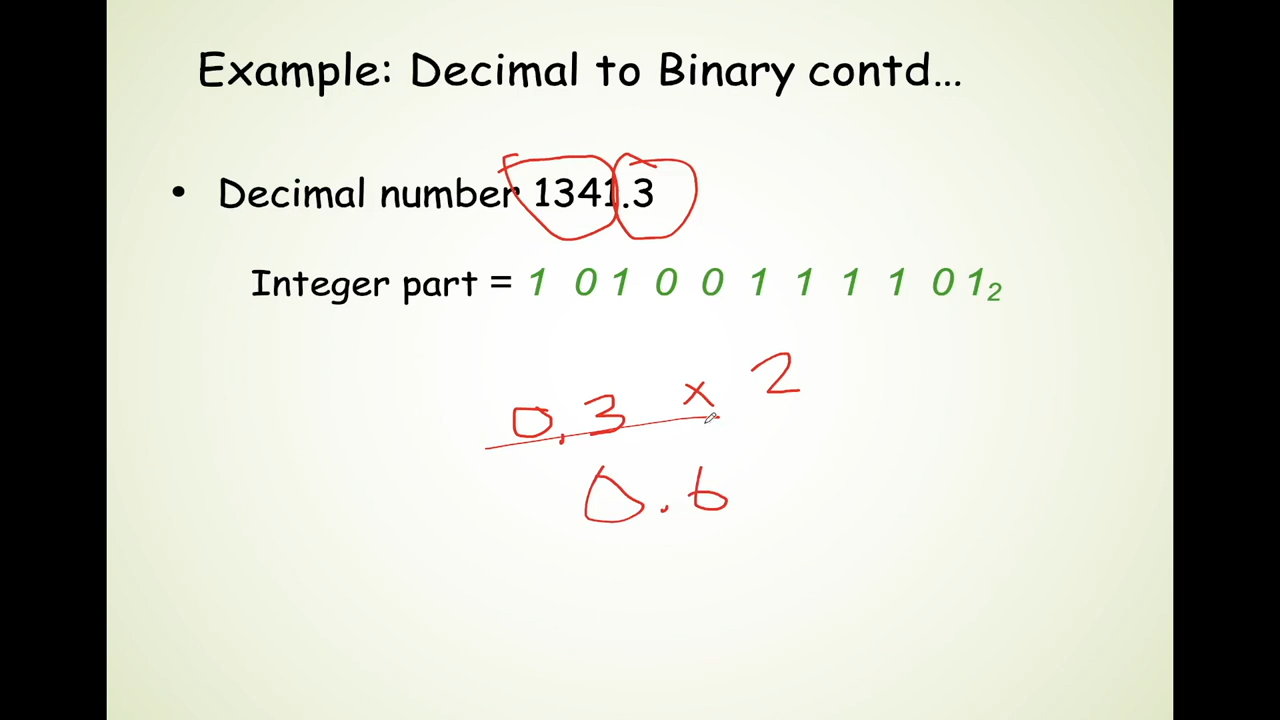 Example: Decimal to Binary contd...
• Decimal number 1341.3
Integer part = 1 0 1 0 0 1 1 1 1 0 1₂
0.3 x 2
0.6